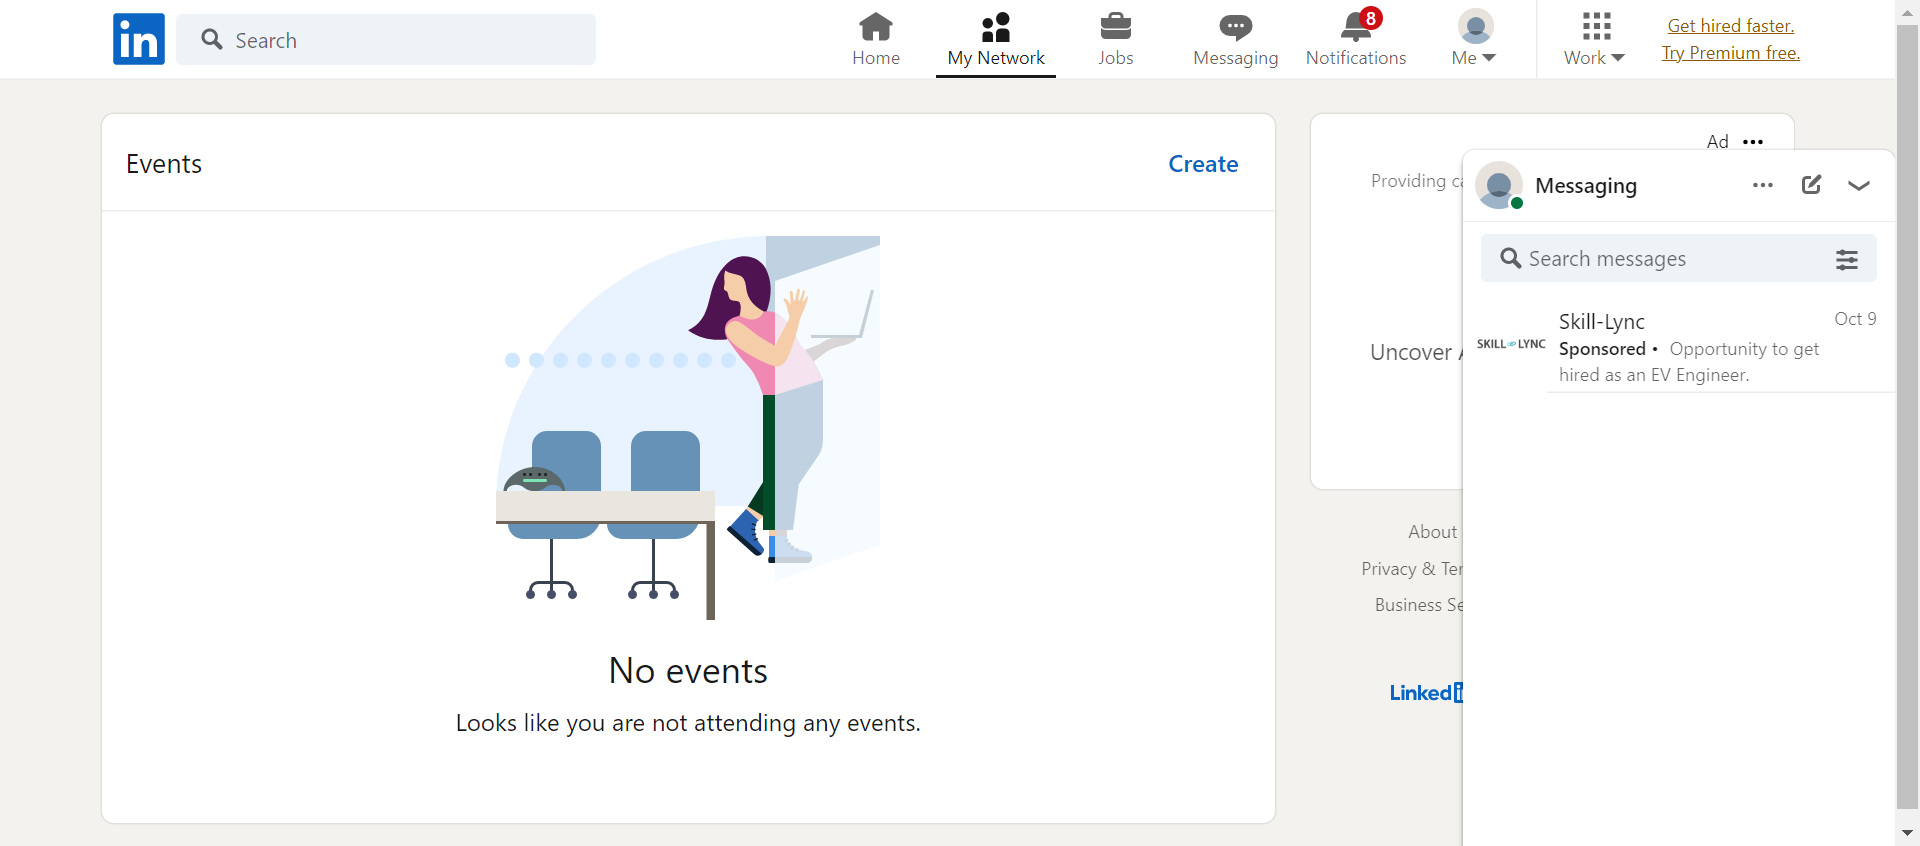 in
Search
Home
My Network
Jobs
Messaging
8
Notifications
Me
Work
Get hired faster.
Try Premium free.
Events
Create
No events
Looks like you are not attending any events.
Ad
Providing
Uncover
About
Privacy &
Business
Linked
Messaging
Search messages
SKILL LYNC
Skill-Lync
Oct 9
Sponsored • Opportunity to get
hired as an EV Engineer.